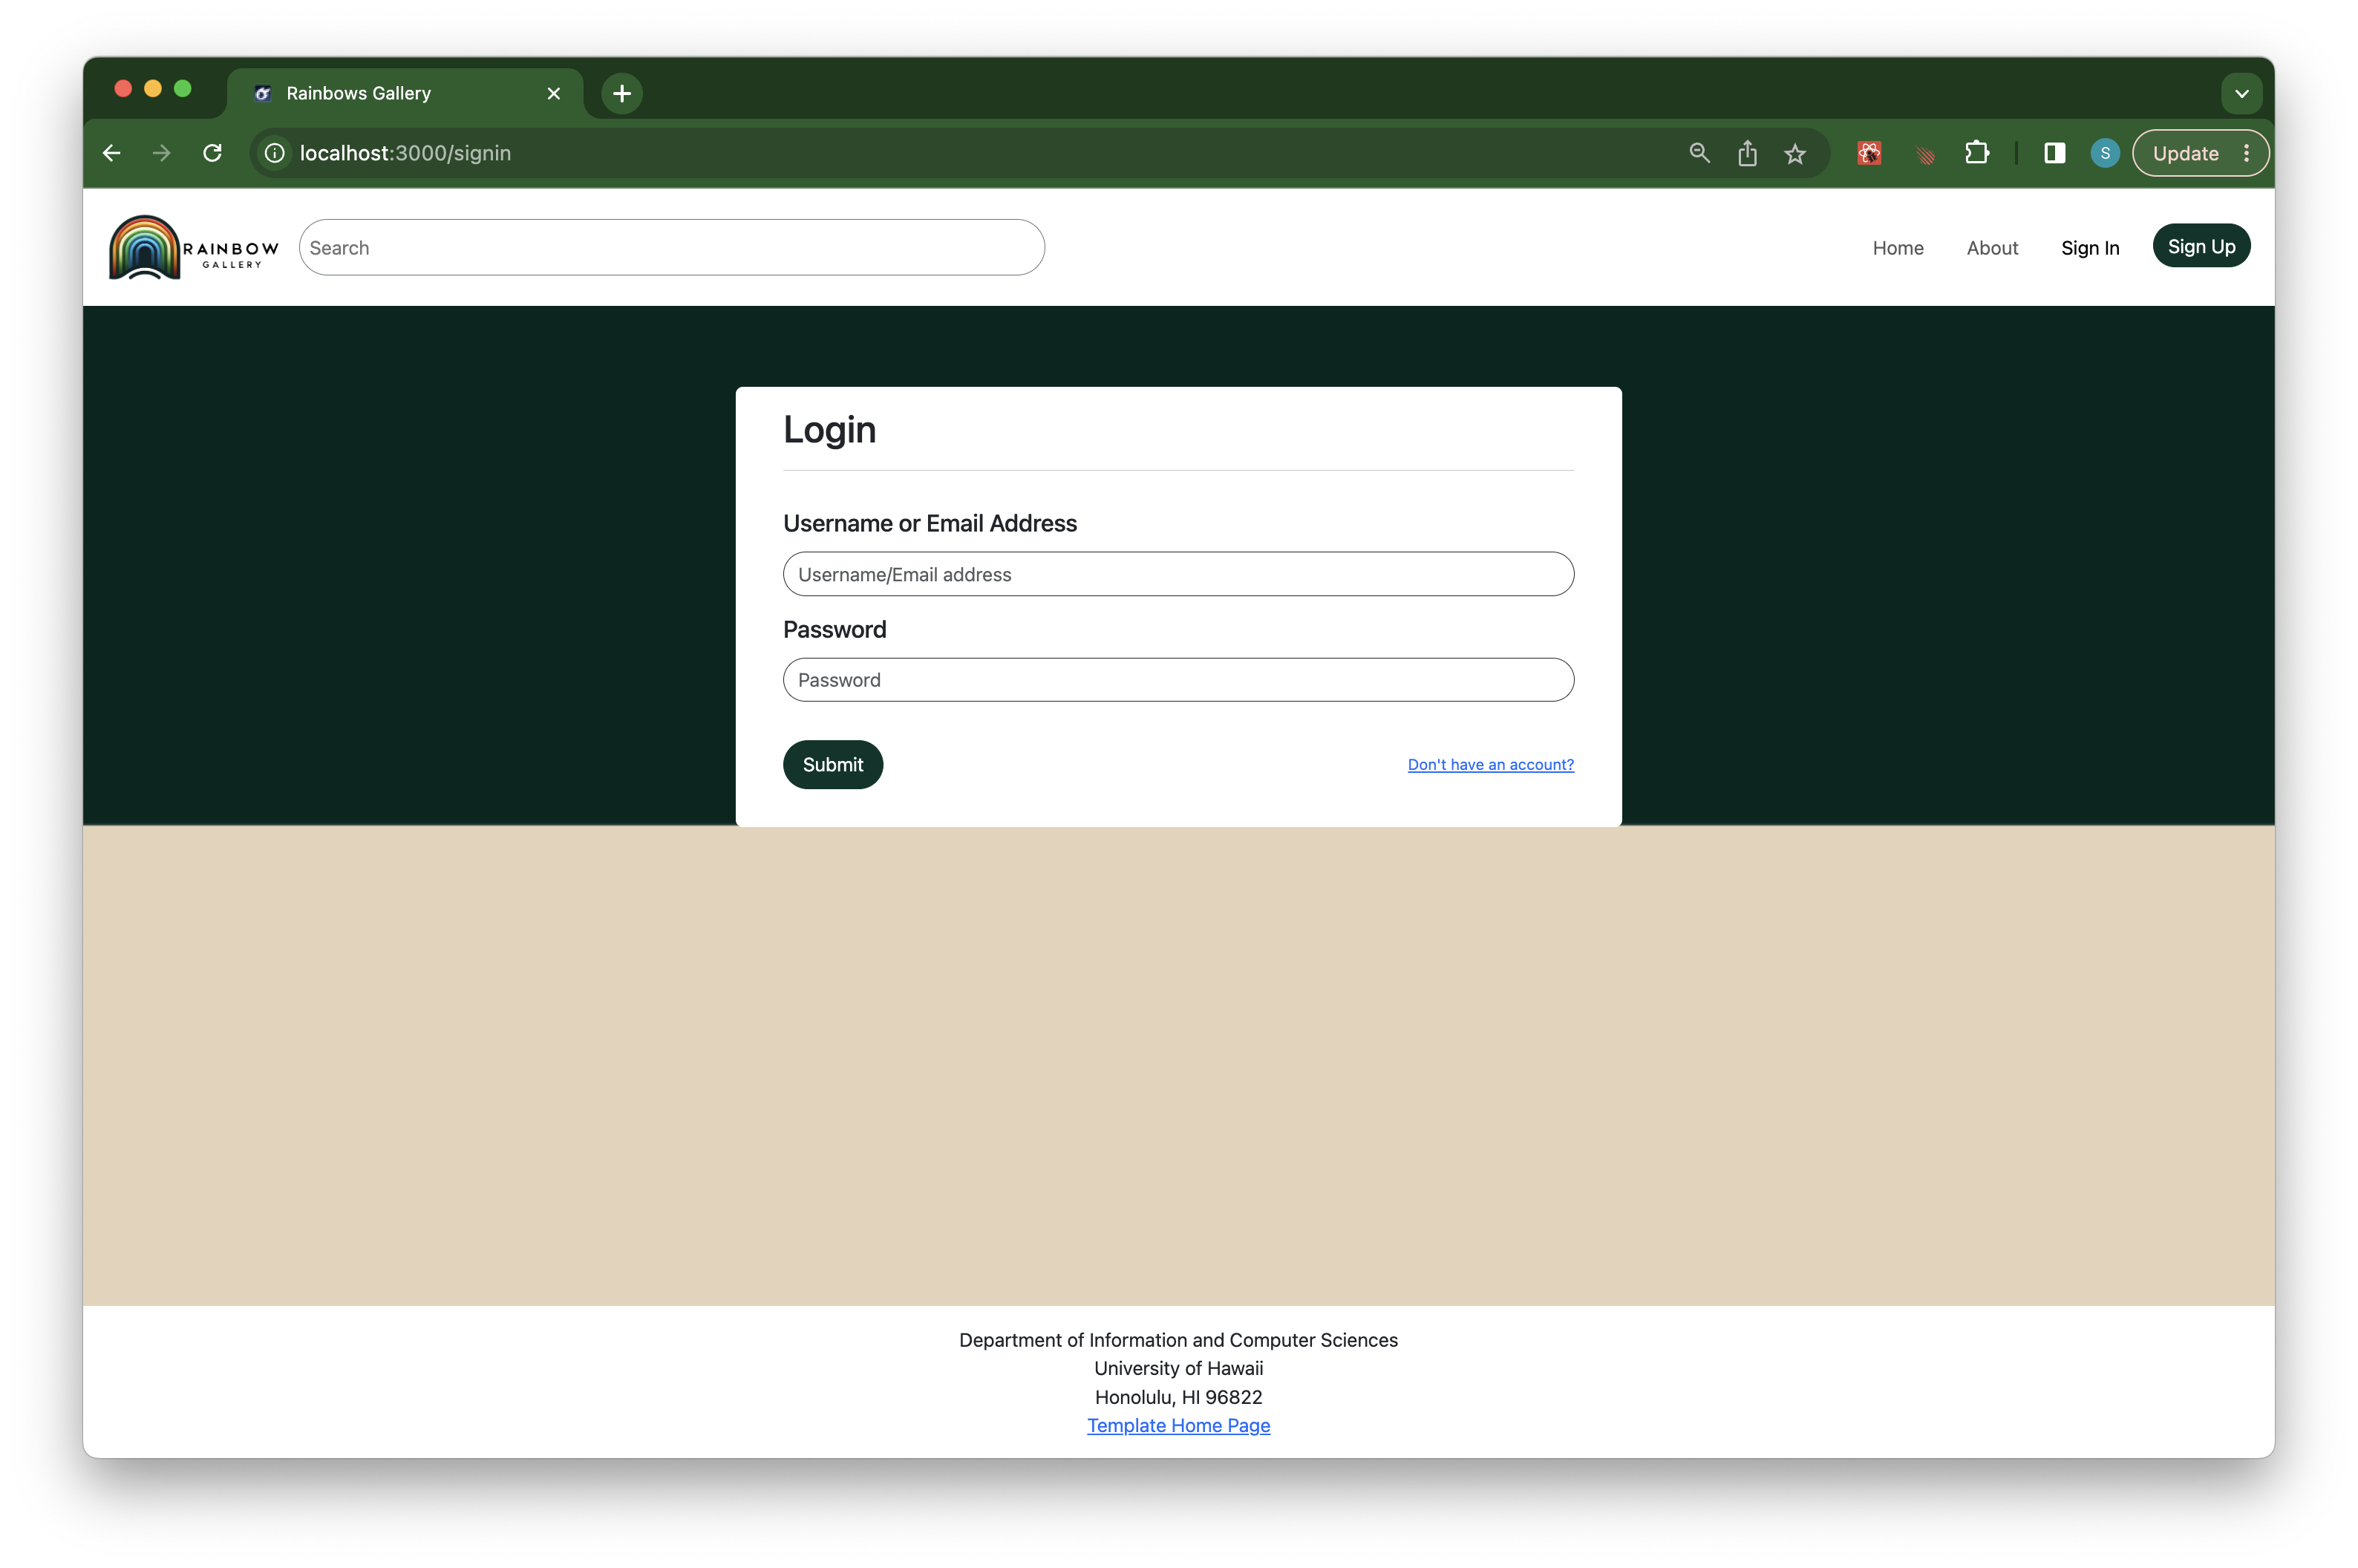 Rainbows Gallery
localhost:3000/signin
S
Update
RAINBOW
GALLERY
Search
Home
About
Sign In
Sign Up
Login
Username or Email Address
Username/Email address
Password
Password
Submit
Don't have an account?
Department of Information and Computer Sciences
University of Hawaii
Honolulu, HI 96822
Template Home Page